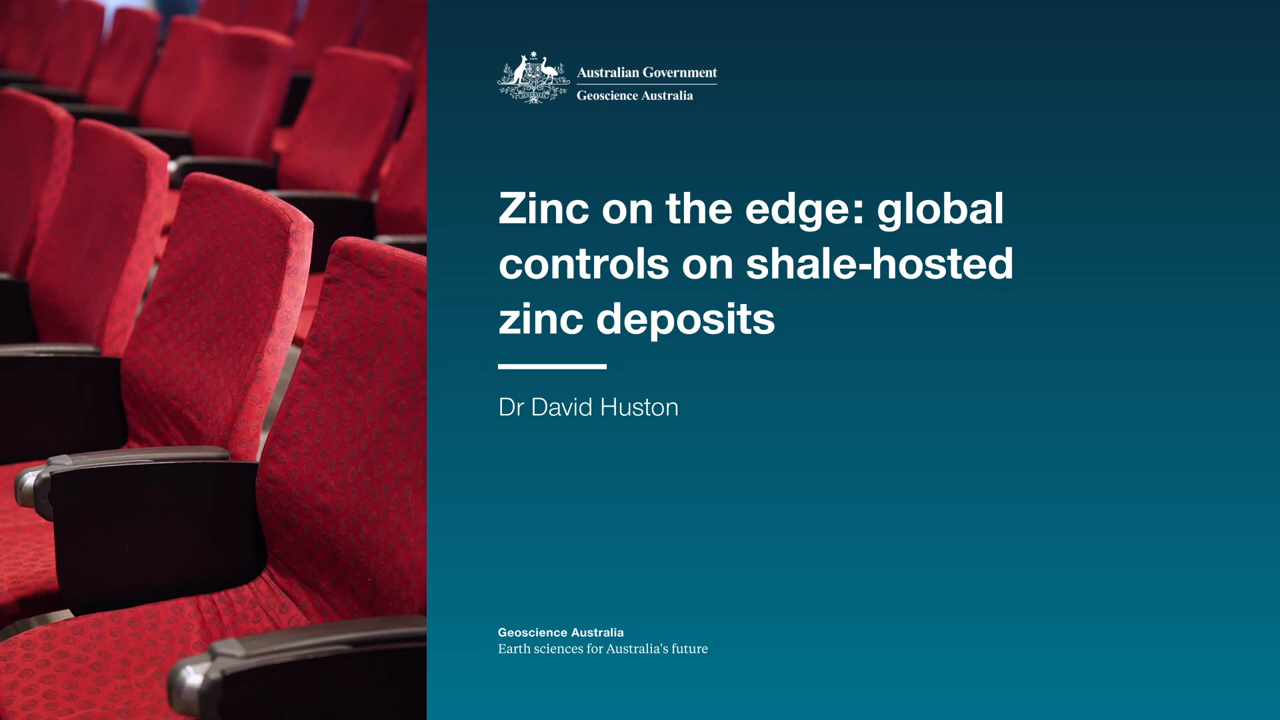 Australian Government
Geoscience Australia
Zinc on the edge: global
controls on shale-hosted
zinc deposits
Dr David Huston
Geoscience Australia
Earth sciences for Australia's future